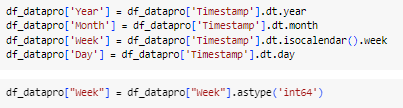 df_datapro['Year'] = df_datapro['Timestamp'].dt.year
df_datapro['Month'] = df_datapro['Timestamp'].dt.month
df_datapro['Week'] = df_datapro['Timestamp'].dt.isocalendar().week
df_datapro['Day'] = df_datapro['Timestamp'].dt.day
df_datapro["Week"] = df_datapro["Week"].astype('int64')